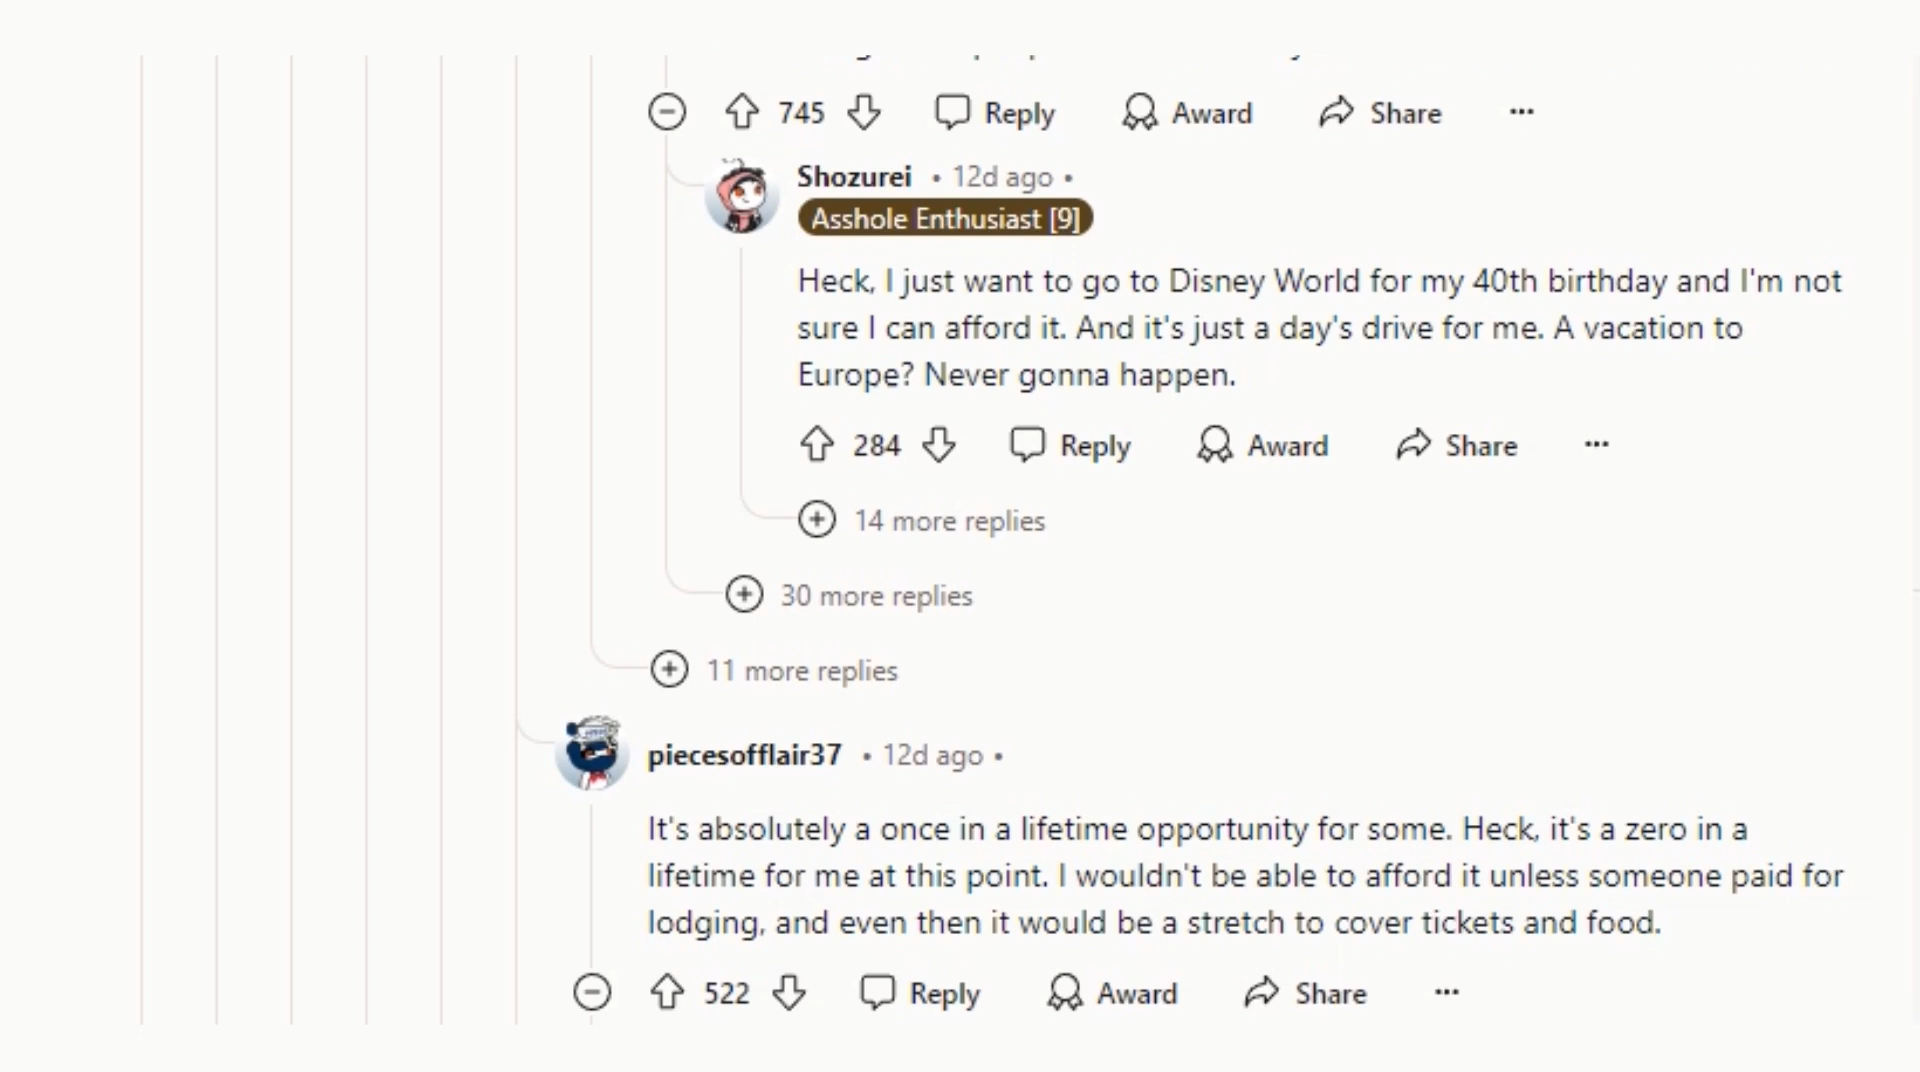 745 Reply Award Share ...
Shozurei • 12d ago •
Asshole Enthusiast [9]
Heck, I just want to go to Disney World for my 40th birthday and I'm not
sure I can afford it. And it's just a day's drive for me. A vacation to
Europe? Never gonna happen.
284 Reply Award Share ...
14 more replies
30 more replies
11 more replies
piecesofflair37 • 12d ago •
It's absolutely a once in a lifetime opportunity for some. Heck, it's a zero in a
lifetime for me at this point. I wouldn't be able to afford it unless someone paid for
lodging, and even then it would be a stretch to cover tickets and food.
522 Reply Award Share ...